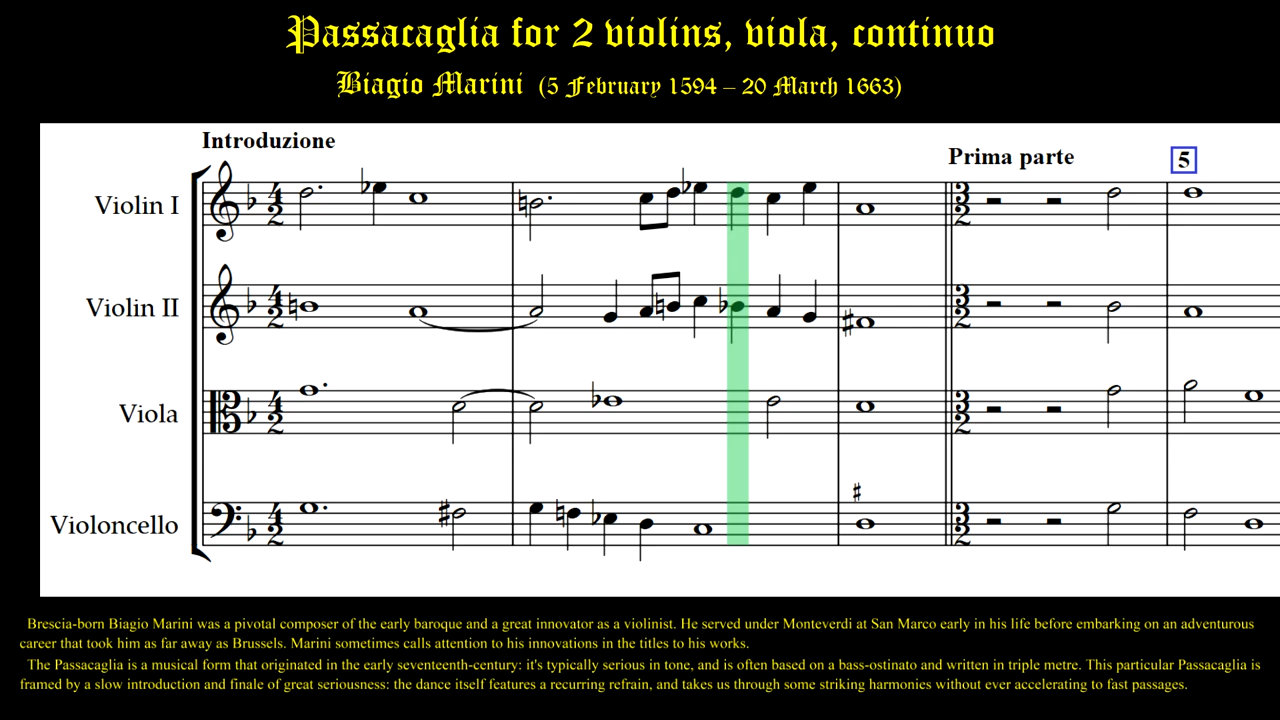 Passacaglia for 2 violins, viola, continuo
Biagio Marini (5 February 1594 – 20 March 1663)
Introduzione
Prima parte
5
Violin I
Violin II
Viola
Violoncello
Brescia-born Biagio Marini was a pivotal composer of the early baroque and a great innovator as a violinist. He served under Monteverdi at San Marco early in his life before embarking on an adventurous
career that took him as far away as Brussels. Marini sometimes calls attention to his innovations in the titles to his works.
The Passacaglia is a musical form that originated in the early seventeenth-century: it's typically serious in tone, and is often based on a bass-ostinato and written in triple metre. This particular Passacaglia is
framed by a slow introduction and finale of great seriousness: the dance itself features a recurring refrain, and takes us through some striking harmonies without ever accelerating to fast passages.